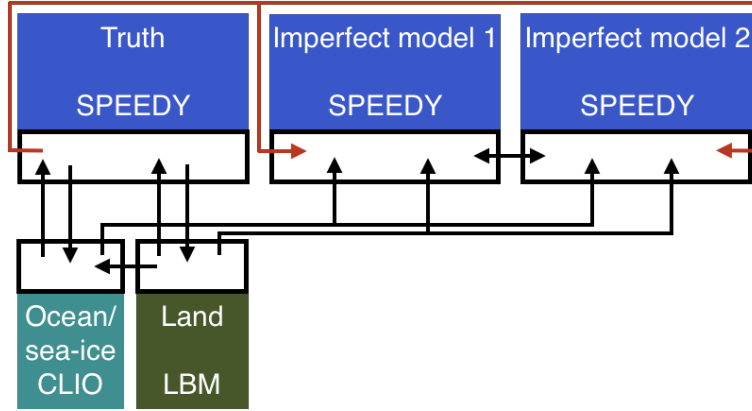 Truth
SPEEDY
Imperfect model 1
SPEEDY
Imperfect model 2
SPEEDY
Ocean/
sea-ice
CLIO
Land
LBM